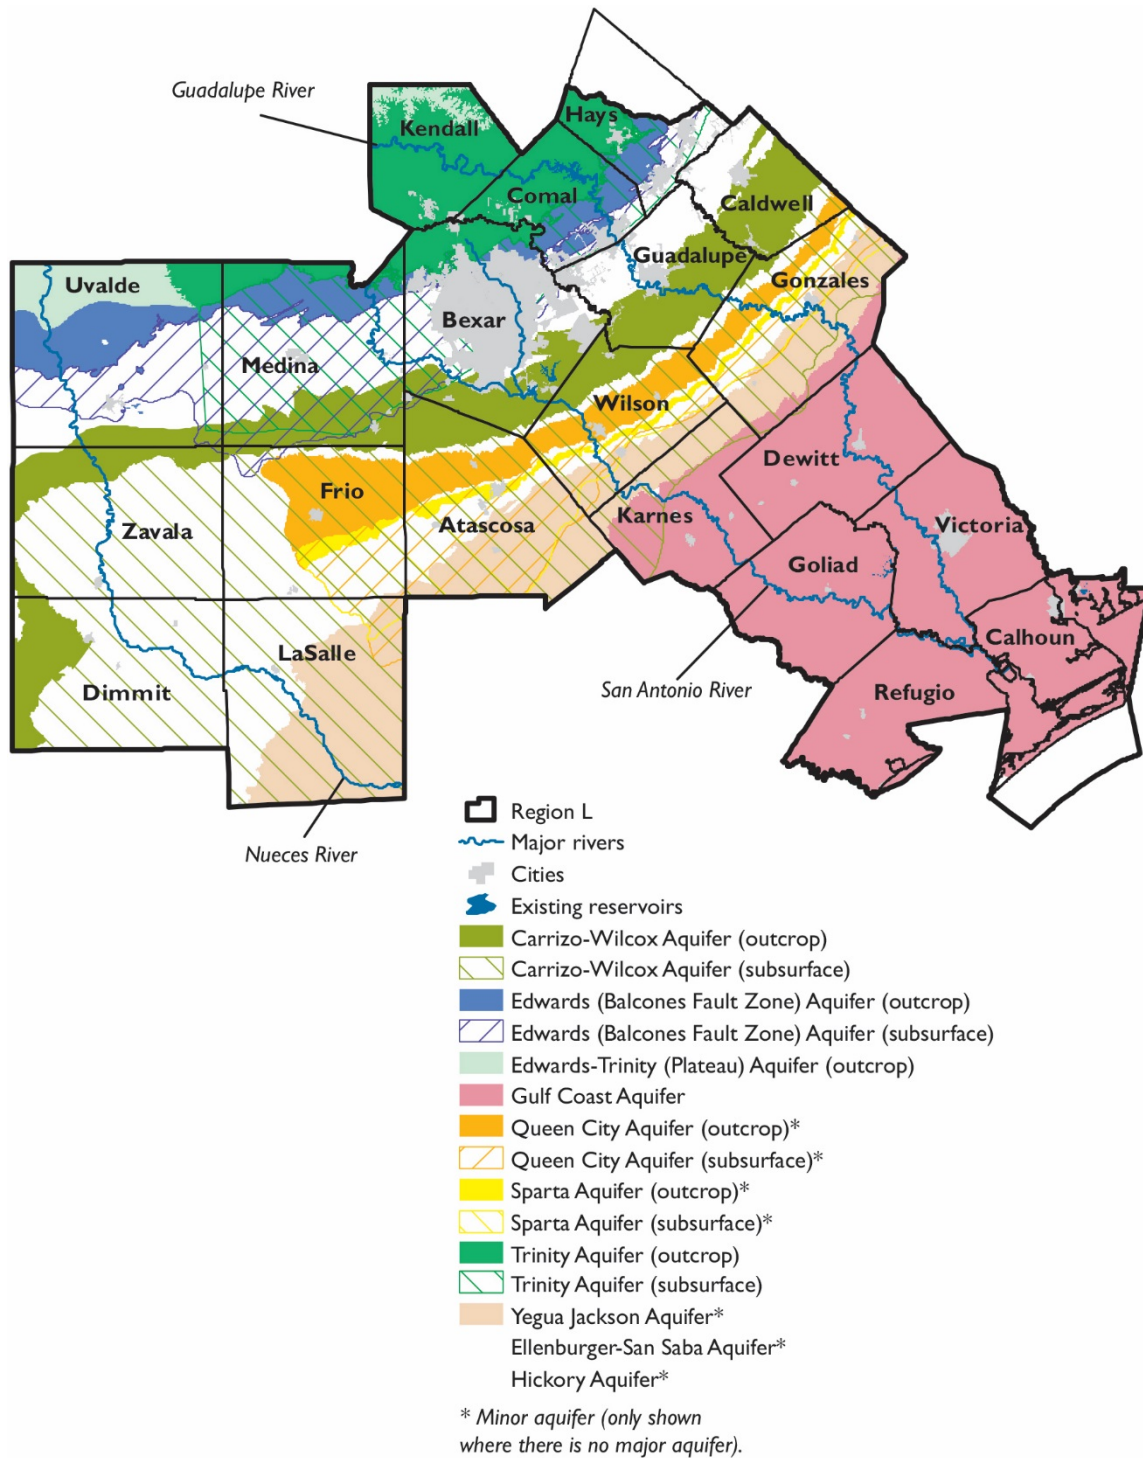 Guadalupe River
Kendall
Hays
Comal
Caldwell
Guadalupe
Uvalde
Gonzales
Bexar
Medina
Wilson
Dewitt
Frio
Zavala
Atascosa
Karnes
Victoria
Goliad
Calhoun
LaSalle
Dimmit
San Antonio River
Refugio
Nueces River
Region L
Major rivers
Cities
Existing reservoirs
Carrizo-Wilcox Aquifer (outcrop)
Carrizo-Wilcox Aquifer (subsurface)
Edwards (Balcones Fault Zone) Aquifer (outcrop)
Edwards (Balcones Fault Zone) Aquifer (subsurface)
Edwards-Trinity (Plateau) Aquifer (outcrop)
Gulf Coast Aquifer
Queen City Aquifer (outcrop)*
Queen City Aquifer (subsurface)*
Sparta Aquifer (outcrop)*
Sparta Aquifer (subsurface)*
Trinity Aquifer (outcrop)
Trinity Aquifer (subsurface)
Yegua Jackson Aquifer*
Ellenburger-San Saba Aquifer*
Hickory Aquifer*
* Minor aquifer (only shown
where there is no major aquifer).